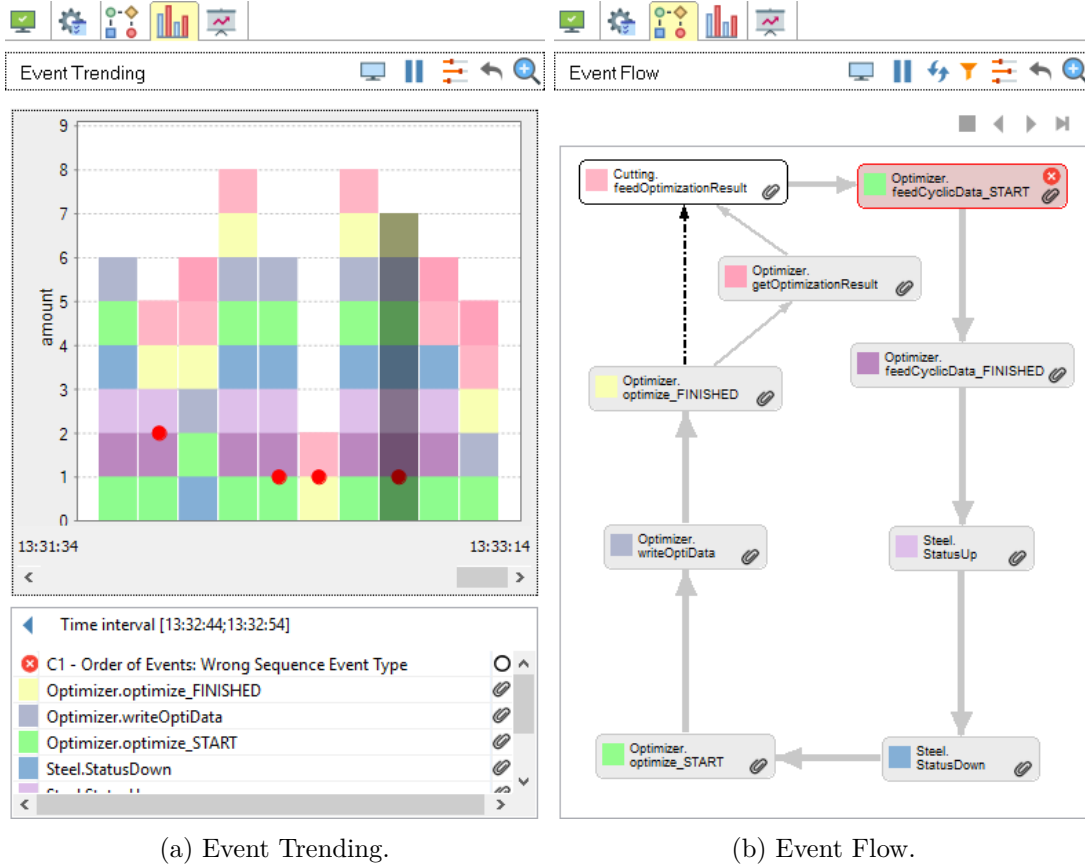 Event Trending
9
8
7
6
5
4
3
2
1
0
amount
13:31:34
13:33:14
Time interval [13:32:44;13:32:54]
C1 - Order of Events: Wrong Sequence Event Type
Optimizer.optimize_FINISHED
Optimizer.writeOptiData
Optimizer.optimize_START
Steel.StatusDown
(a) Event Trending.
Event Flow
Cutting.
feedOptimizationResult
Optimizer.
feedCyclicData_START
Optimizer.
getOptimizationResult
Optimizer.
feedCyclicData_FINISHED
Optimizer.
optimize_FINISHED
Optimizer.
writeOptiData
Steel.
StatusUp
Optimizer.
optimize_START
Steel.
StatusDown
(b) Event Flow.